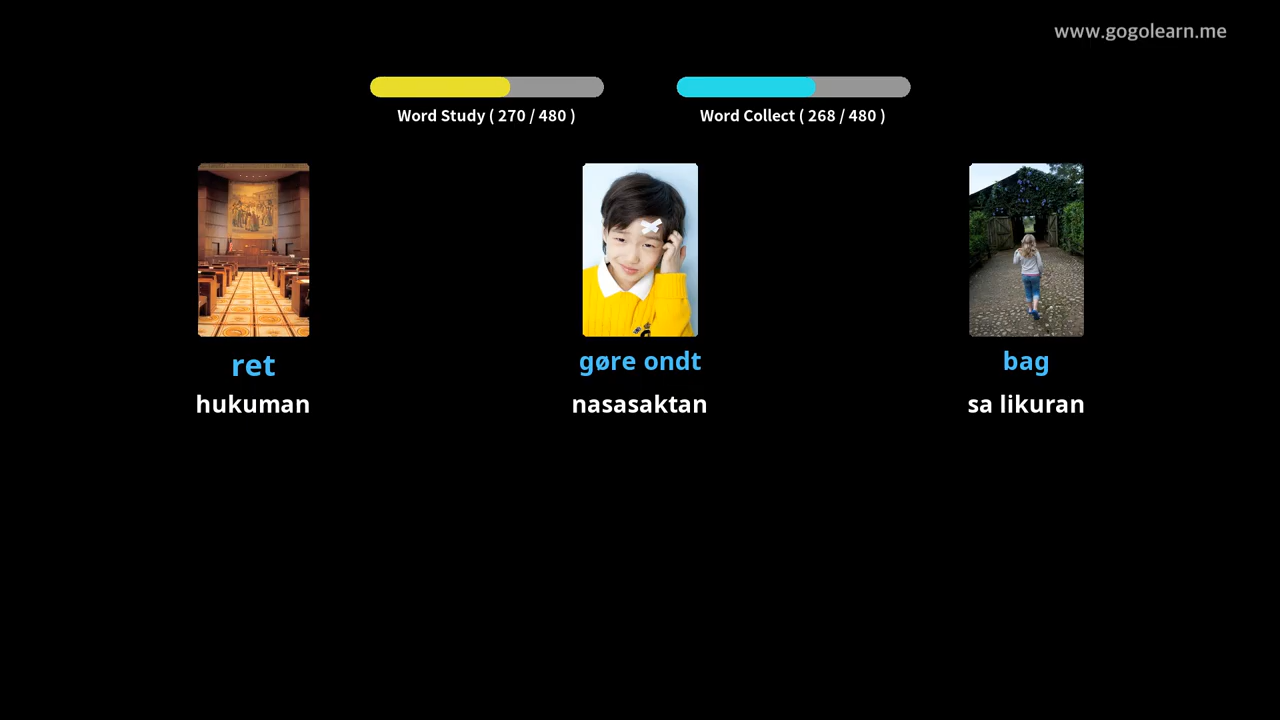 www.gogolearn.me
Word Study ( 270 / 480 )
Word Collect ( 268 / 480 )
ret
gøre ondt
bag
hukuman
nasasaktan
sa likuran